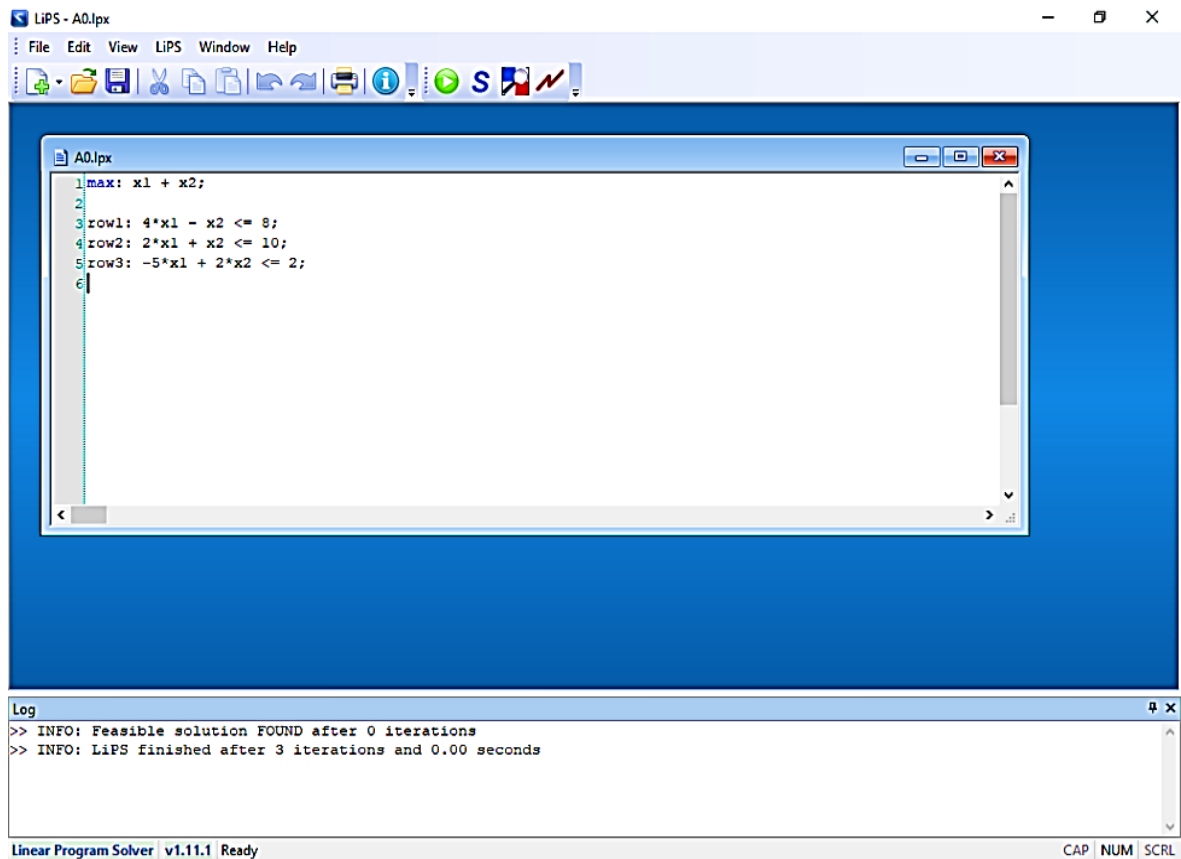 LiPS - A0.lpx
File Edit View LiPS Window Help
A0.lpx
1 max: x1 + x2;
2
3 row1: 4*x1 - x2 <= 8;
4 row2: 2*x1 + x2 <= 10;
5 row3: -5*x1 + 2*x2 <= 2;
6
Log
>> INFO: Feasible solution FOUND after 0 iterations
>> INFO: LiPS finished after 3 iterations and 0.00 seconds
Linear Program Solver v1.11.1 Ready CAP NUM SCRL